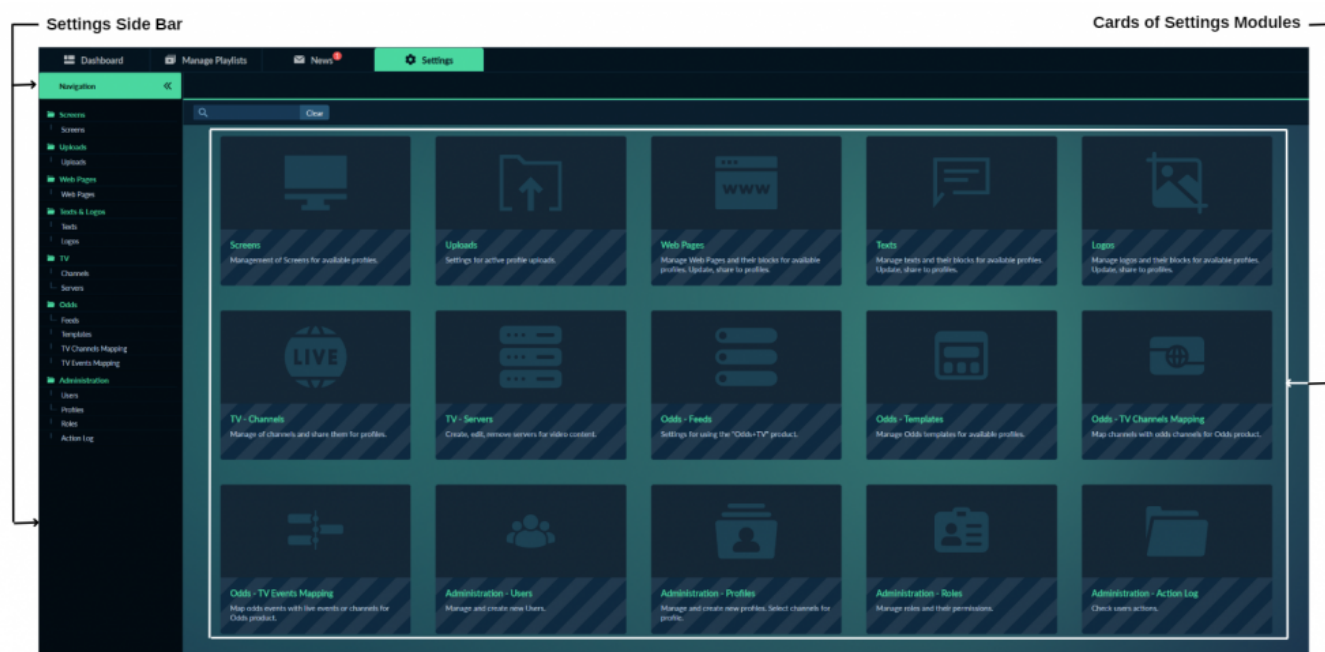 Settings Side Bar
Cards of Settings Modules
Dashboard
Manage Playlists
News
Settings
Navigation
Clear
Screens
Screens
Uploads
Uploads
Web Pages
Web Pages
Texts & Logos
Texts
Logos
TV
Channels
Servers
Odds
Feeds
Templates
TV Channels Mapping
TV Events Mapping
Administration
Users
Profiles
Roles
Action Log
Screens
Management of Screens for available profiles.
Uploads
Settings for active profile uploads.
WWW
Web Pages
Manage Web Pages and their blocks for available
profiles. Update, share to profiles.
Texts
Manage texts and their blocks for available profiles.
Update, share to profiles.
Logos
Manage logos and their blocks for available profiles.
Update, share to profiles.
LIVE
TV - Channels
Manage of channels and share them for profiles.
TV - Servers
Create, edit, remove servers for video content.
Odds - Feeds
Settings for using the "Odds+TV" product.
Odds - Templates
Manage Odds templates for available profiles.
Odds - TV Channels Mapping
Map channels with odds channels for Odds product.
Odds - TV Events Mapping
Map odds events with live events or channels for
Odds product.
Administration - Users
Manage and create new Users.
Administration - Profiles
Manage and create new profiles. Select channels for
profile.
Administration - Roles
Manage roles and their permissions.
Administration - Action Log
Check users actions.